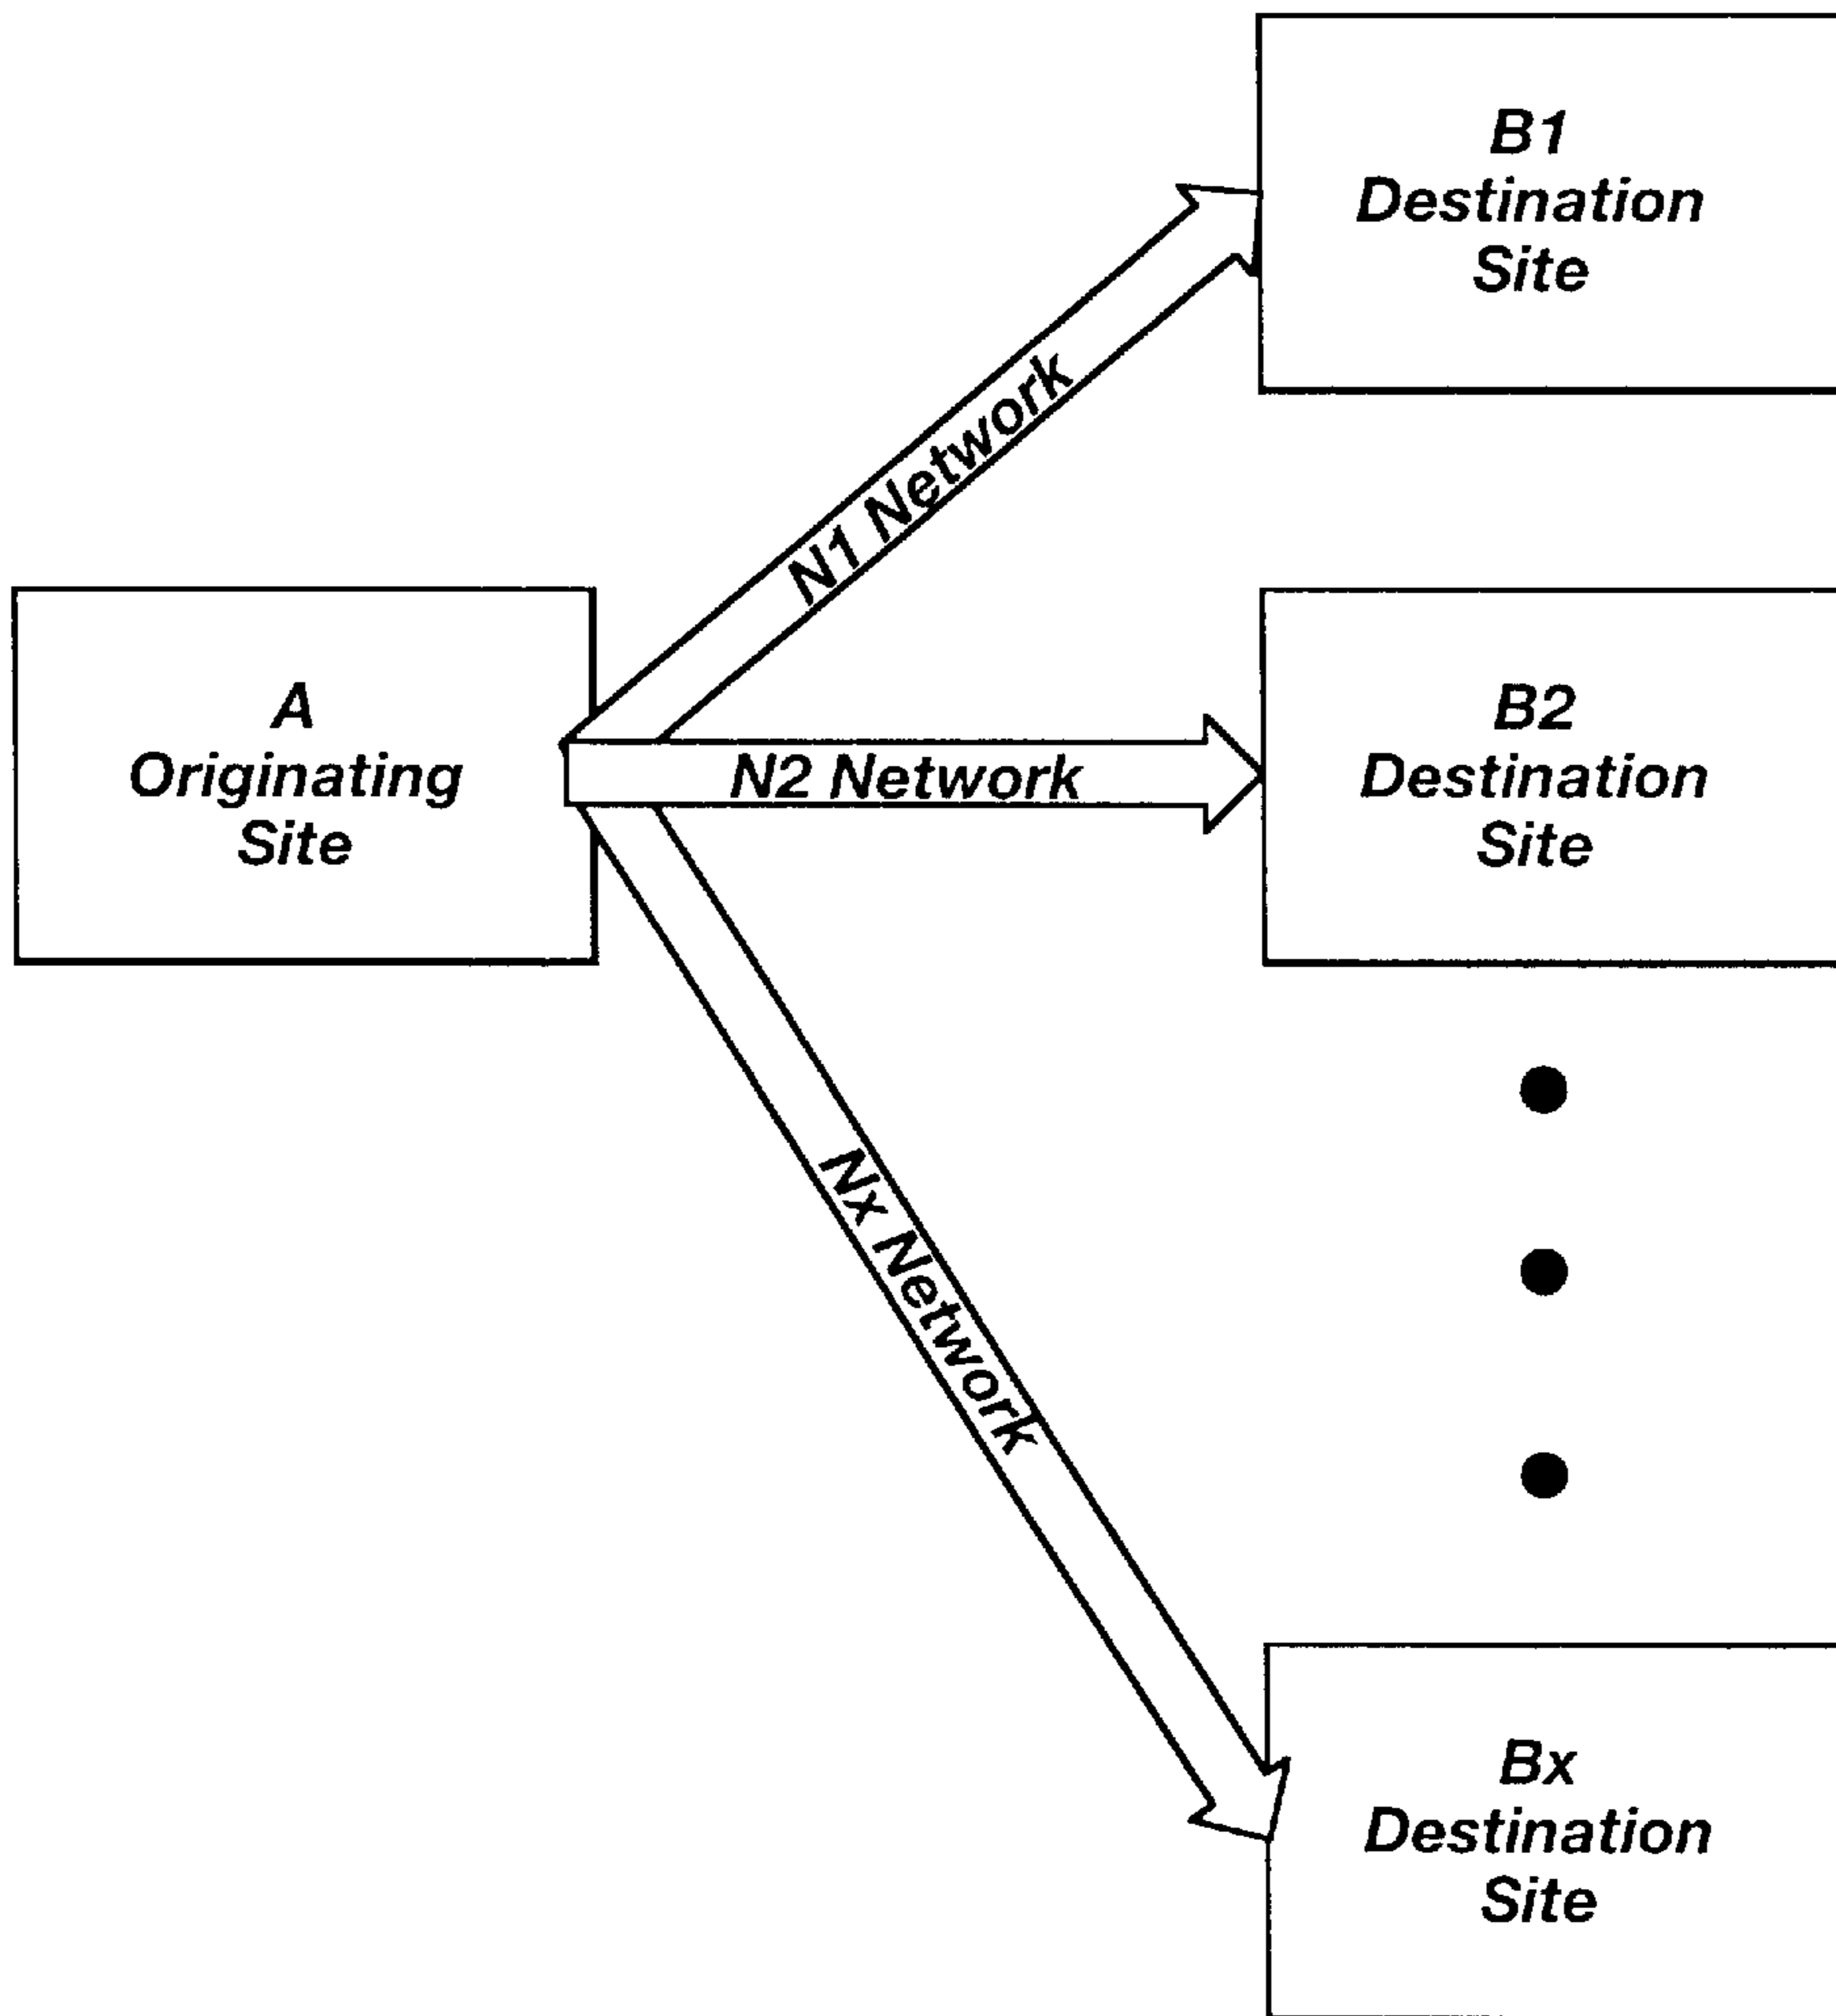 B1
Destination
Site
N1 Network
A
Originating
Site
N2 Network
B2
Destination
Site
Nx Network
Bx
Destination
Site